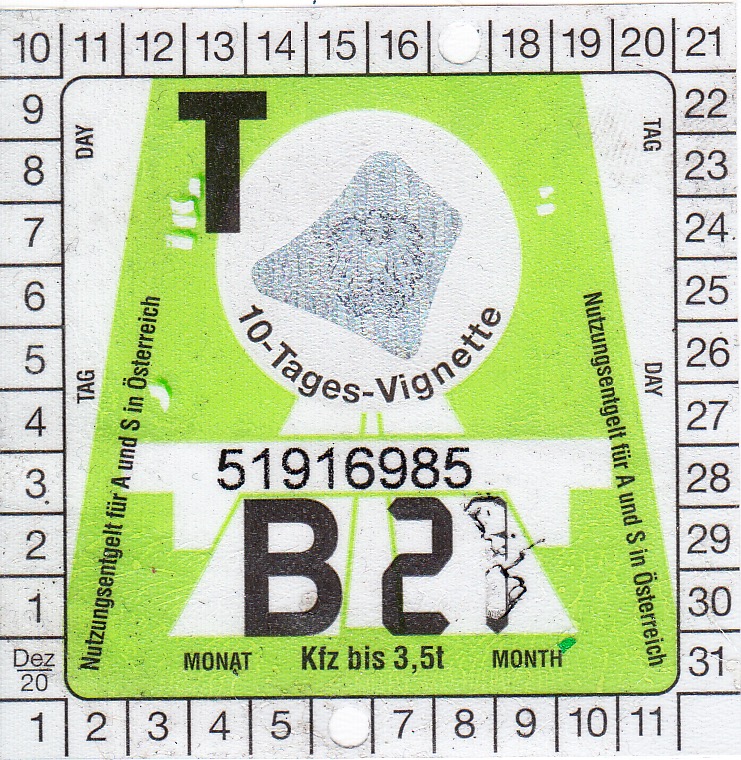 10 11 12 13 14 15 16 18 19 20 21
9 22
8 23
7 24
6 25
5 26
4 27
3 28
2 29
1 30
Dez 31
20
1 2 3 4 5 7 8 9 10 11
T
DAY
TAG
TAG
DAY
10-Tages-Vignette
Nutzungsentgelt für A und S in Österreich
Nutzungsentgelt für A und S in Österreich
51916985
B 21
MONAT Kfz bis 3,5t MONTH